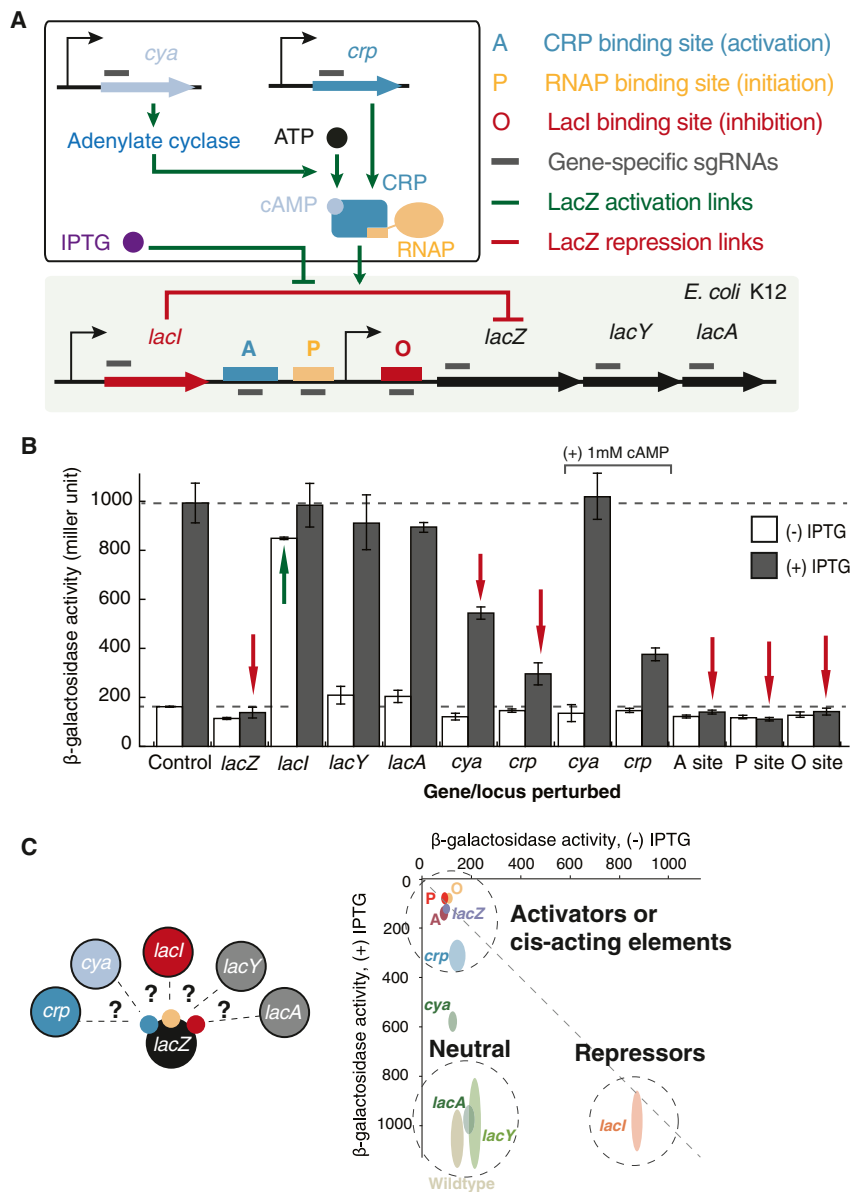 A
cya
crp
Adenylate cyclase
ATP
CRP
cAMP
RNAP
IPTG
A CRP binding site (activation)
P RNAP binding site (initiation)
O LacI binding site (inhibition)
Gene-specific sgRNAs
LacZ activation links
LacZ repression links
E. coli K12
lacI
lacZ
lacY
lacA
A
P
O
B
(+) 1mM cAMP
β-galactosidase activity (miller unit)
1000
800
600
400
200
0
(-) IPTG
(+) IPTG
Control lacZ lacI lacY lacA cya crp cya crp A site P site O site
Gene/locus perturbed
C
crp
cya
lacI
lacY
lacA
? ? ? ?
lacZ
β-galactosidase activity, (-) IPTG
0 200 400 600 800 1000
β-galactosidase activity, (+) IPTG
0
200
400
600
800
1000
P
O
A
lacZ
Activators or
cis-acting elements
crp
cya
Neutral
Repressors
lacA
lacY
lacI
Wildtype